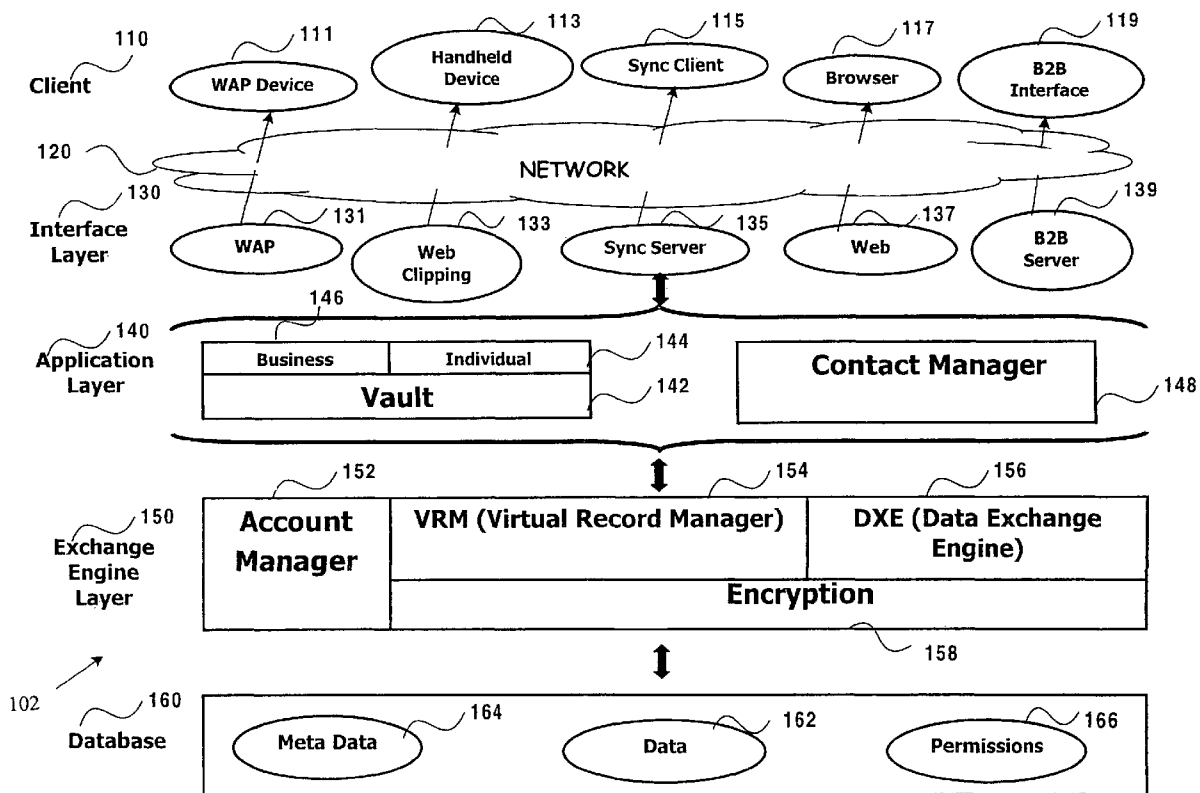 110
111
113
115
117
119
Client
WAP Device
Handheld
Device
Sync Client
Browser
B2B
Interface
120
NETWORK
130
131
133
135
137
139
Interface
Layer
WAP
Web
Clipping
Sync Server
Web
B2B
Server
146
140
Application
Layer
Business
Individual
144
Vault
142
Contact Manager
148
152
154
156
150
Exchange
Engine
Layer
Account
Manager
VRM (Virtual Record Manager)
DXE (Data Exchange
Engine)
Encryption
158
102
160
Database
164
Meta Data
162
Data
166
Permissions